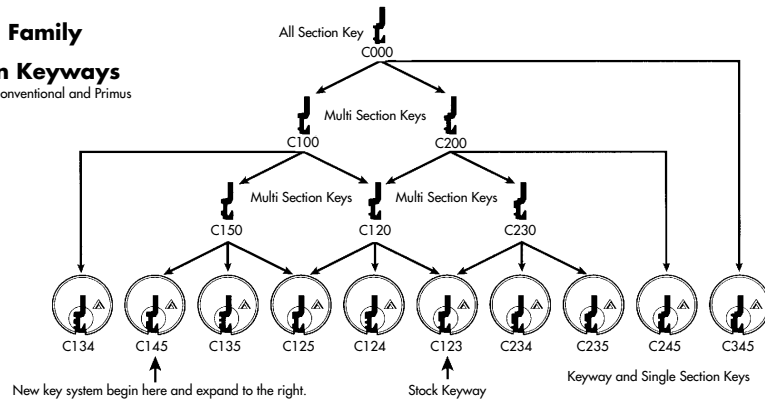 Family
n Keyways
onventional and Primus
All Section Key
C000
Multi Section Keys
C100
C200
Multi Section Keys
Multi Section Keys
C150
C120
C230
C134
C145
C135
C125
C124
C123
C234
C235
C245
C345
New key system begin here and expand to the right.
Stock Keyway
Keyway and Single Section Keys